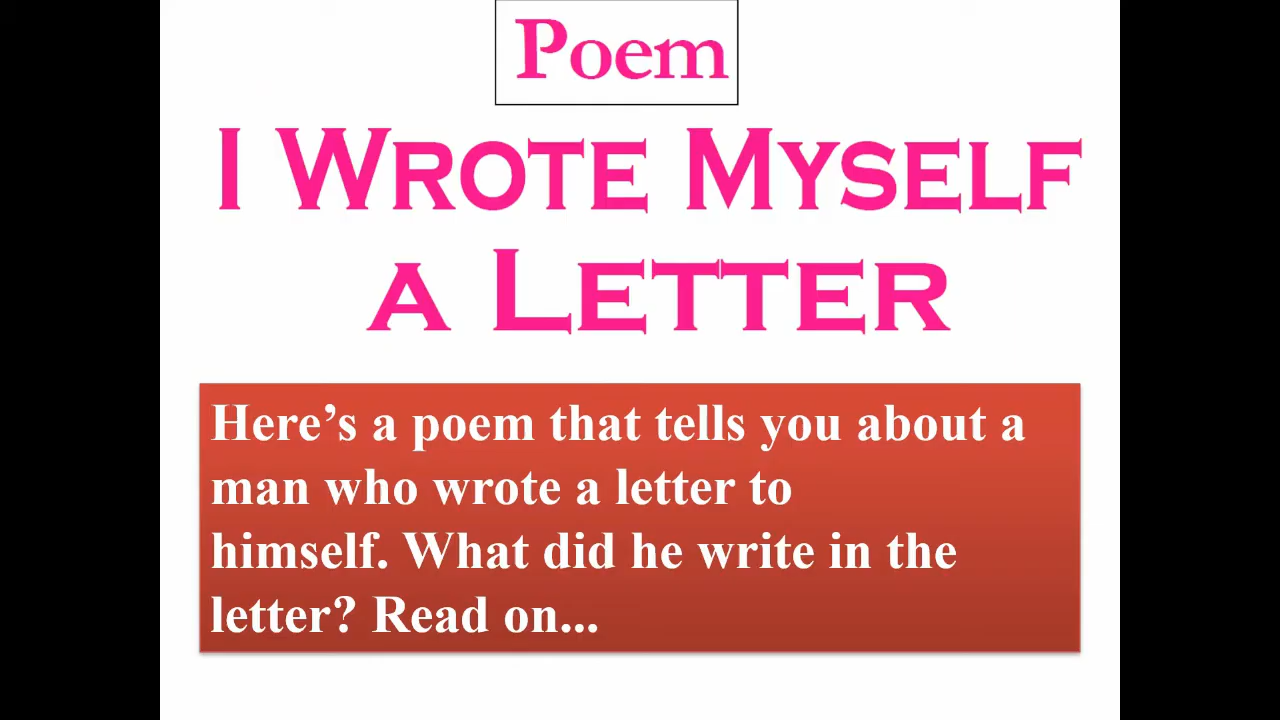 Poem
I WROTE MYSELF
A LETTER
Here’s a poem that tells you about a
man who wrote a letter to
himself. What did he write in the
letter? Read on...